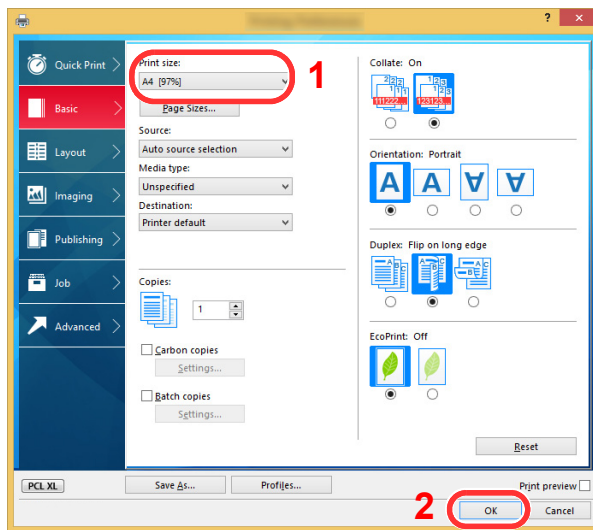 ?
Quick Print
Basic
Layout
Imaging
Publishing
Job
Advanced
Print size:
1
A4 [97%]
Page Sizes...
Source:
Auto source selection
Media type:
Unspecified
Destination:
Printer default
Copies:
1
Carbon copies
Settings...
Batch copies
Settings...
Collate: On
111222...
123123...
Orientation: Portrait
A A A A
Duplex: Flip on long edge
A B C
A B C
A B C
EcoPrint: Off
Reset
PCL XL
Save As...
Profiles...
Print preview
2
OK
Cancel